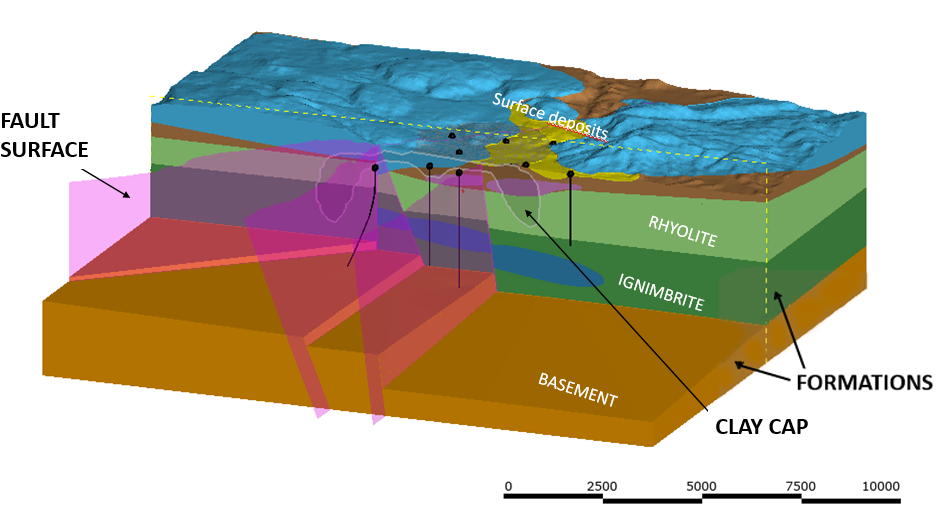 Surface deposits
FAULT
SURFACE
RHYOLITE
IGNIMBRITE
BASEMENT
FORMATIONS
CLAY CAP
0 2500 5000 7500 10000